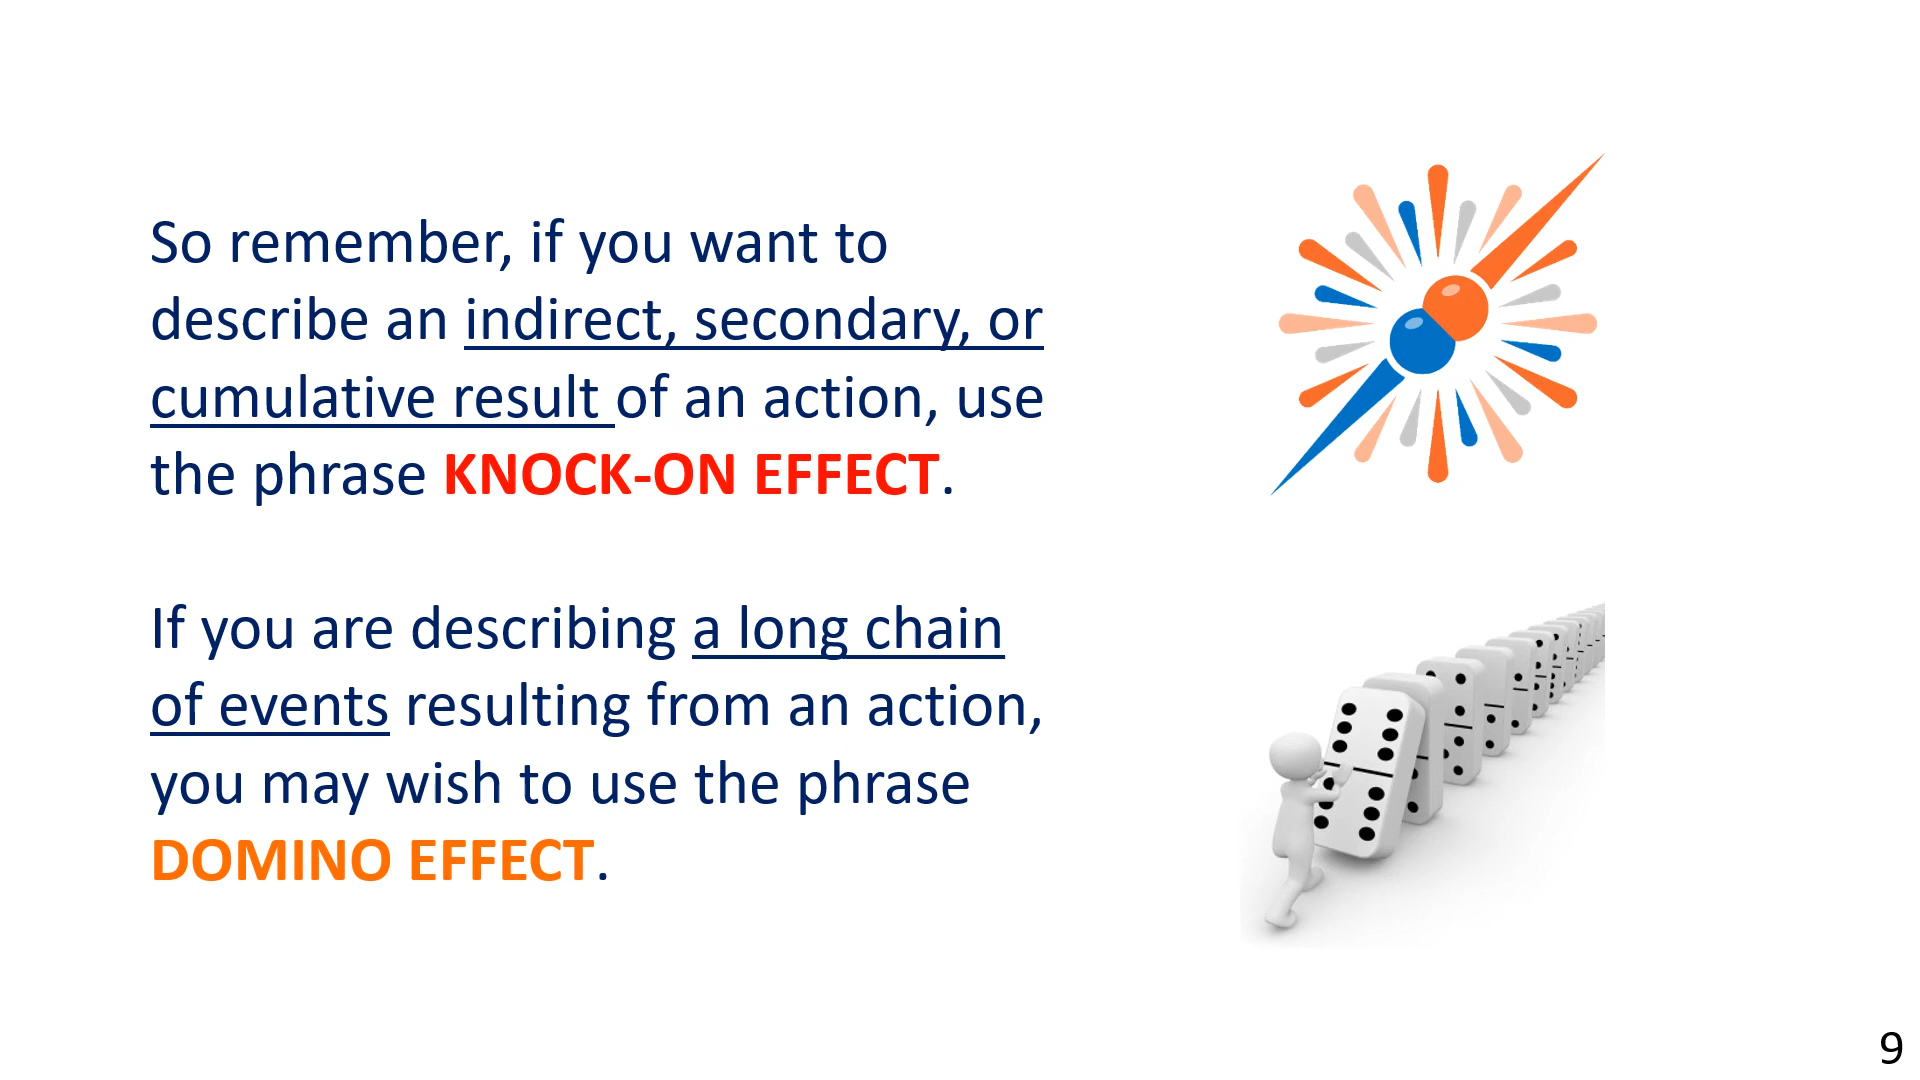 So remember, if you want to
describe an indirect, secondary, or
cumulative result of an action, use
the phrase KNOCK-ON EFFECT.
If you are describing a long chain
of events resulting from an action,
you may wish to use the phrase
DOMINO EFFECT.
9